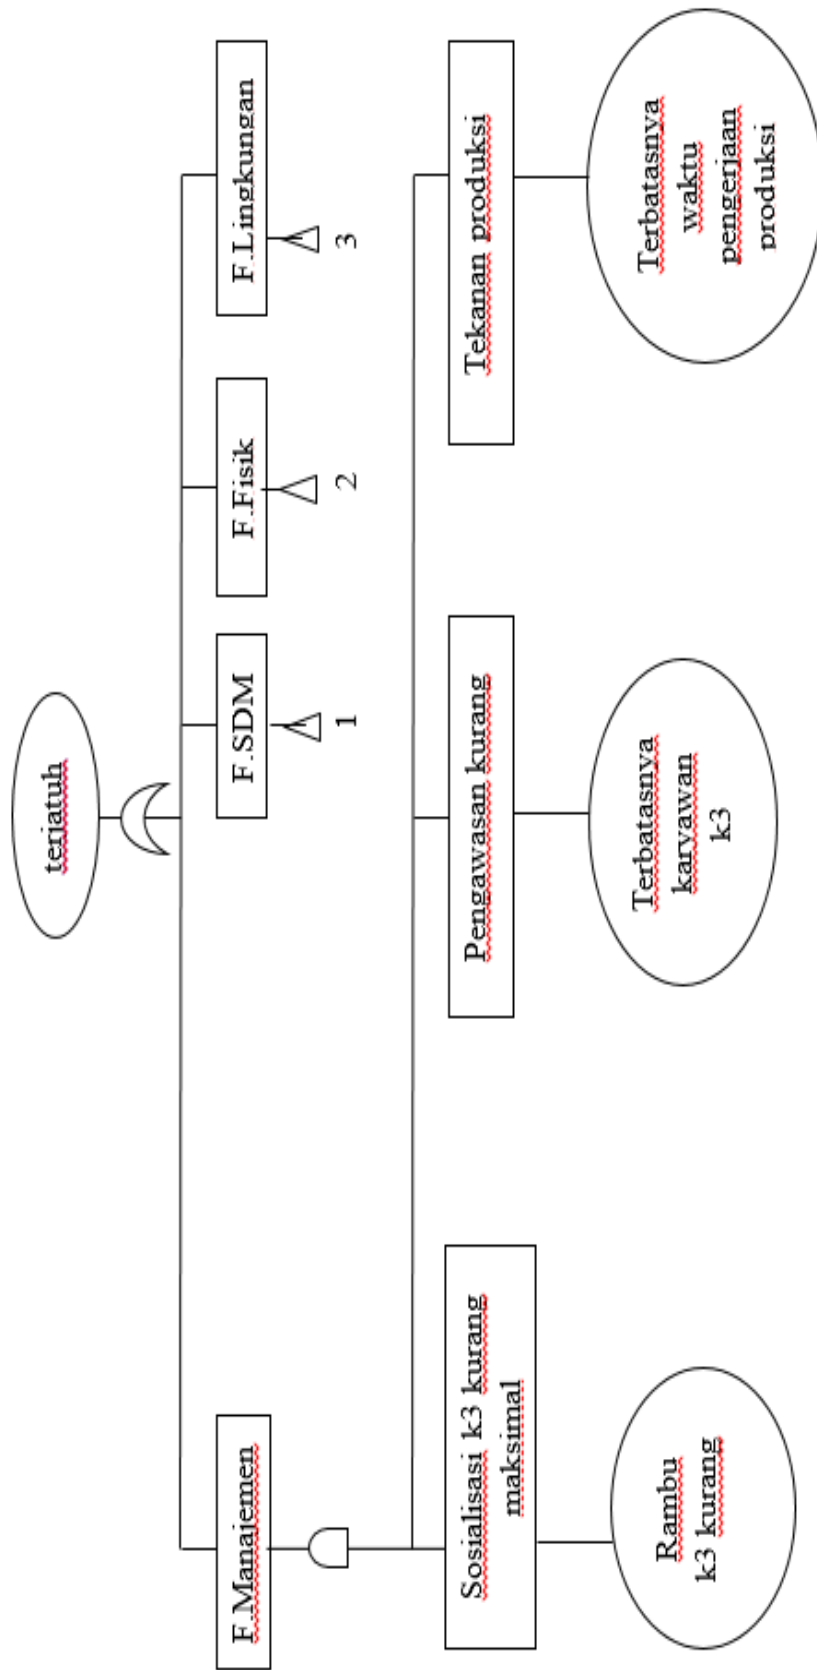 terjatuh
F.Manajemen
F.SDM
F.Fisik
F.Lingkungan
1
2
3
Sosialisasi k3 kurang
maksimal
Pengawasan kurang
Tekanan produksi
Rambu
k3 kurang
Terbatasnya
karyawan
k3
Terbatasnya
waktu
pengerjaan
produksi